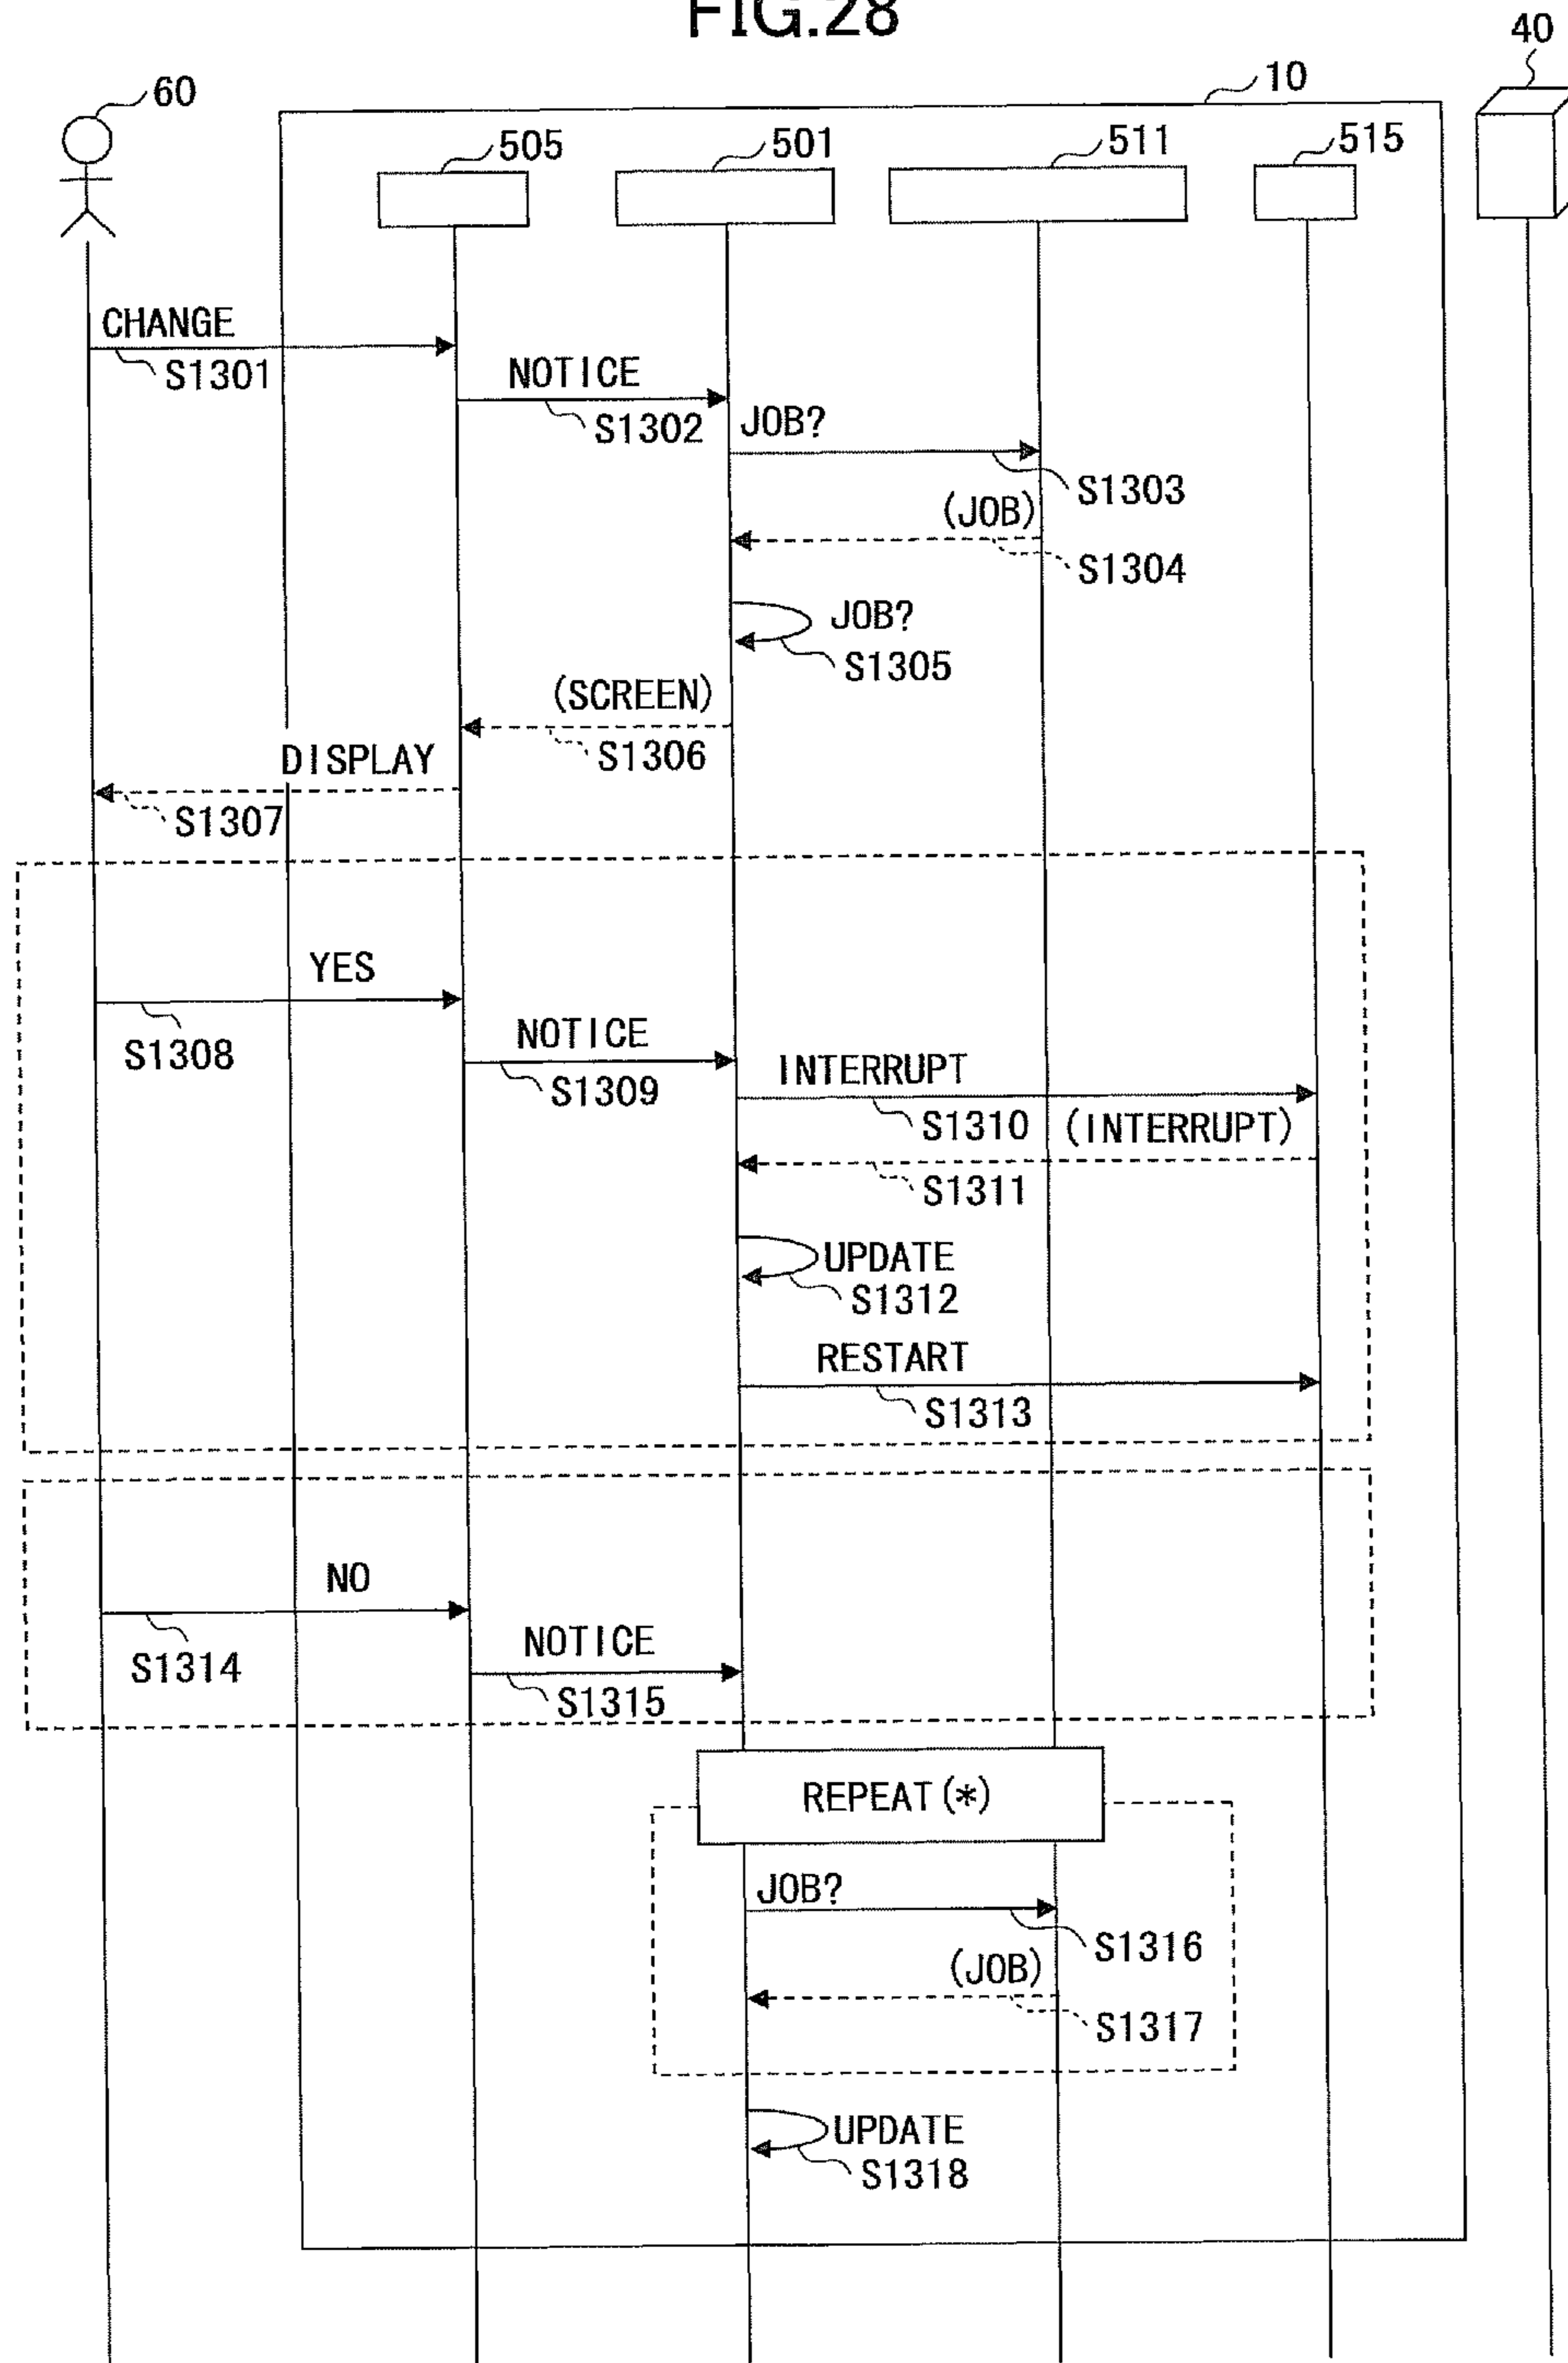 FIG.28
40
60
10
505
501
511
515
CHANGE
S1301
NOTICE
S1302
JOB?
S1303
(JOB)
S1304
JOB?
S1305
(SCREEN)
S1306
DISPLAY
S1307
YES
S1308
NOTICE
S1309
INTERRUPT
S1310
(INTERRUPT)
S1311
UPDATE
S1312
RESTART
S1313
NO
S1314
NOTICE
S1315
REPEAT(*)
JOB?
S1316
(JOB)
S1317
UPDATE
S1318